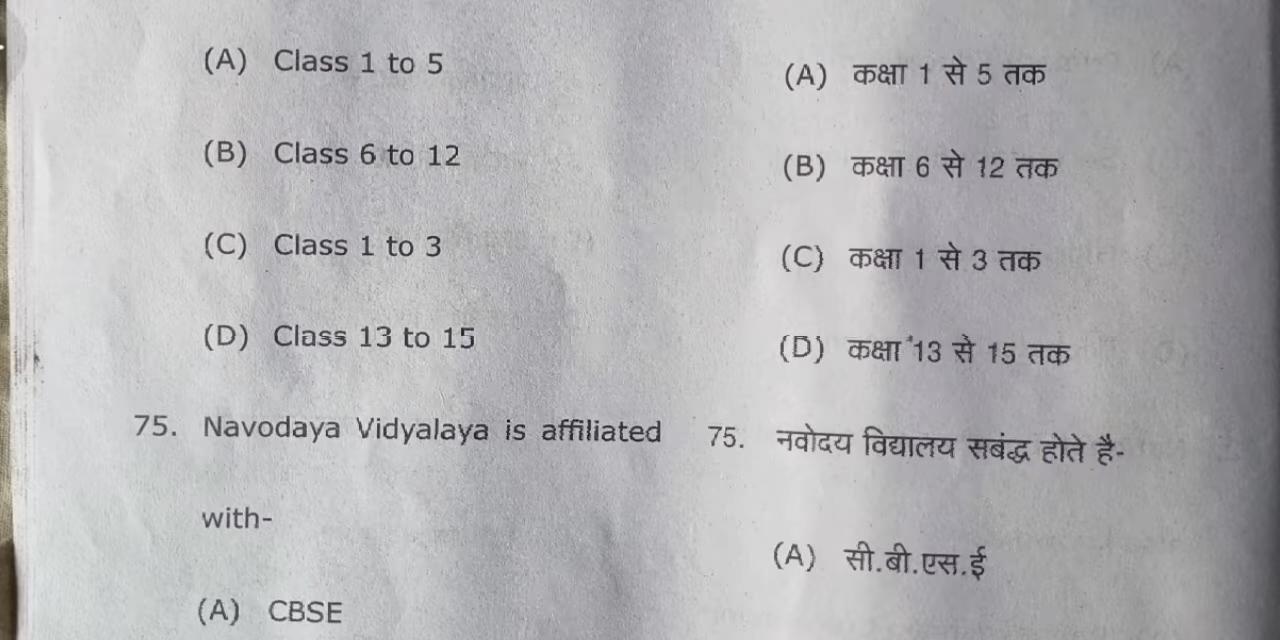 (A) Class 1 to 5
(B) Class 6 to 12
(C) Class 1 to 3
(D) Class 13 to 15
75. Navodaya Vidyalaya is affiliated
with-
(A) CBSE
(A) कक्षा 1 से 5 तक
(B) कक्षा 6 से 12 तक
(C) कक्षा 1 से 3 तक
(D) कक्षा 13 से 15 तक
75. नवोदय विद्यालय सबंद्ध होते है-
(A) सी.बी.एस.ई